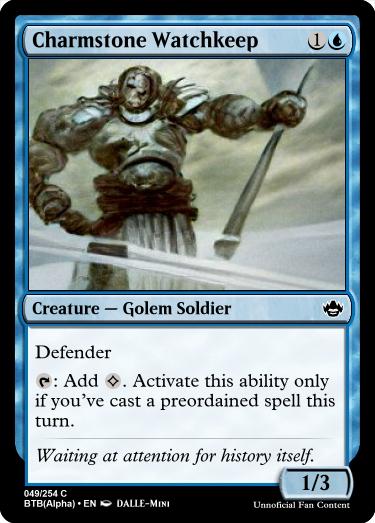 Charmstone Watchkeep 1
Creature — Golem Soldier
Defender
: Add . Activate this ability only
if you've cast a preordained spell this
turn.
Waiting at attention for history itself.
1/3
049/254 C
BTB(Alpha) • EN DALLE-Mini
Unofficial Fan Content